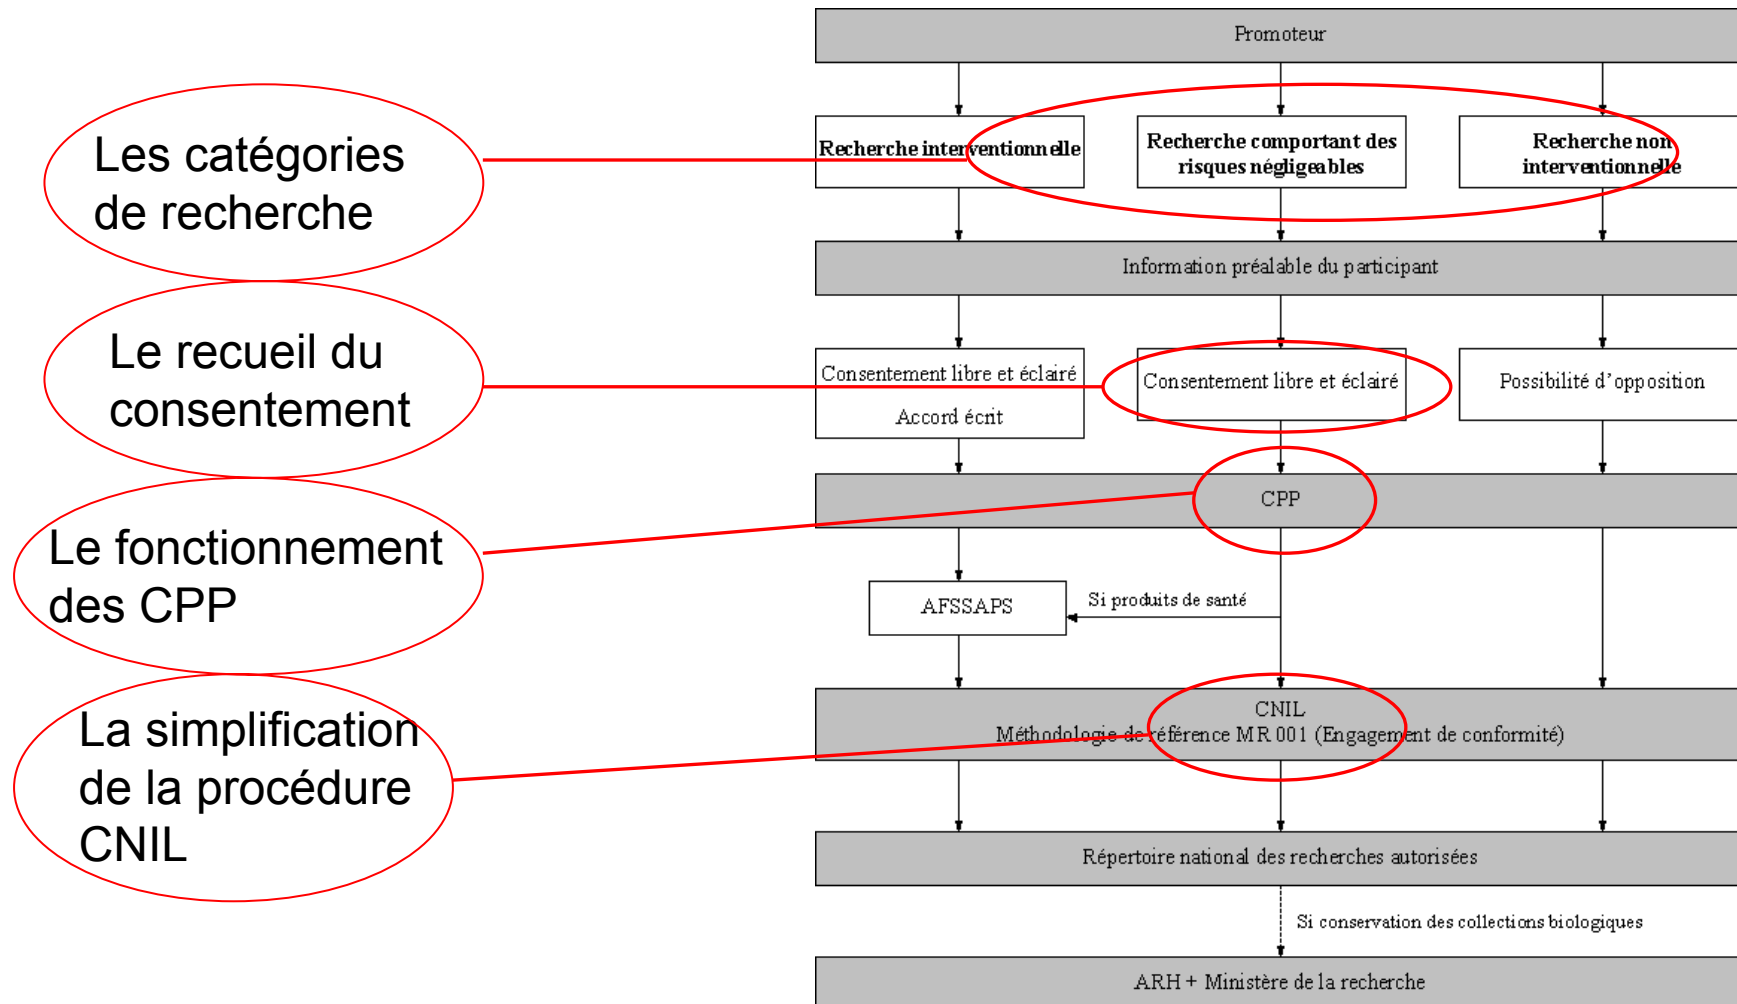 Promoteur
Les catégories
de recherche
Recherche interventionnelle
Recherche comportant des
risques négligeables
Recherche non
interventionnelle
Information préalable du participant
Le recueil du
consentement
Consentement libre et éclairé
Accord écrit
Consentement libre et éclairé
Possibilité d'opposition
CPP
Le fonctionnement
des CPP
AFSSAPS
Si produits de santé
La simplification
de la procédure
CNIL
CNIL
Méthodologie de référence MR 001 (Engagement de conformité)
Répertoire national des recherches autorisées
Si conservation des collections biologiques
ARH + Ministère de la recherche